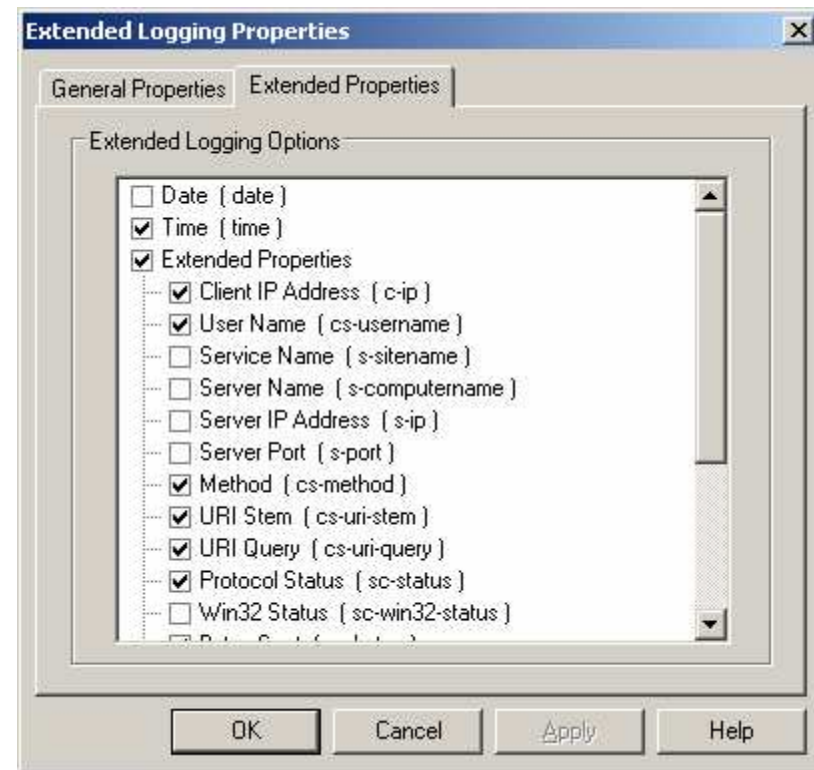 Extended Logging Properties
General Properties
Extended Properties
Extended Logging Options
Date ( date )
Time ( time )
Extended Properties
Client IP Address ( c-ip )
User Name ( cs-username )
Service Name ( s-sitename )
Server Name ( s-computername )
Server IP Address ( s-ip )
Server Port ( s-port )
Method ( cs-method )
URI Stem ( cs-uri-stem )
URI Query ( cs-uri-query )
Protocol Status ( sc-status )
Win32 Status ( sc-win32-status )
OK
Cancel
Apply
Help